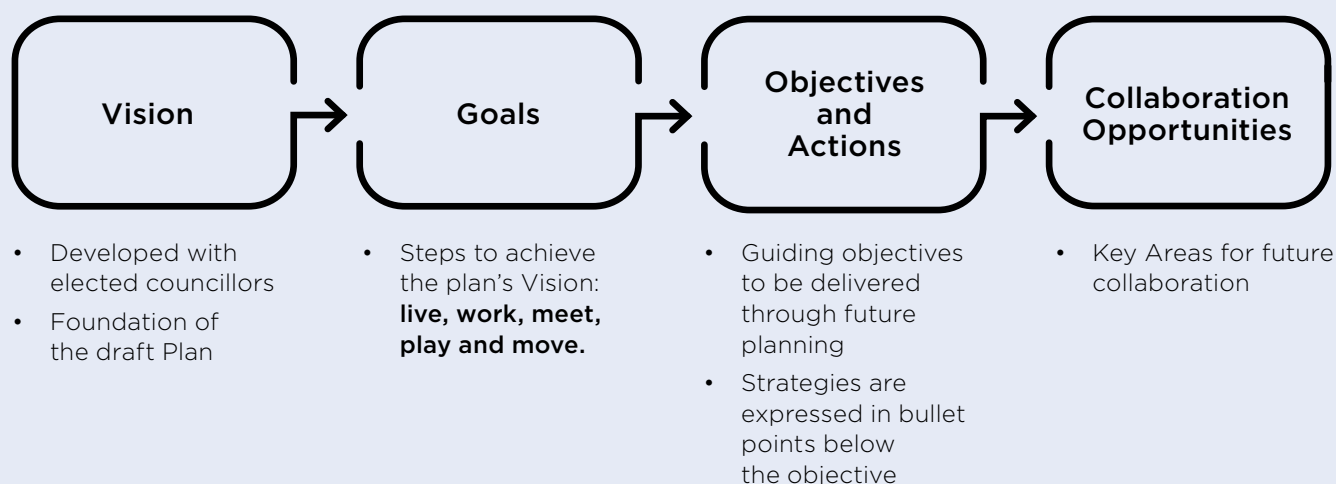 Vision
Goals
Objectives
and
Actions
Collaboration
Opportunities
• Developed with
elected councillors
• Foundation of
the draft Plan
• Steps to achieve
the plan’s Vision:
live, work, meet,
play and move.
• Guiding objectives
to be delivered
through future
planning
• Strategies are
expressed in bullet
points below
the objective
• Key Areas for future
collaboration